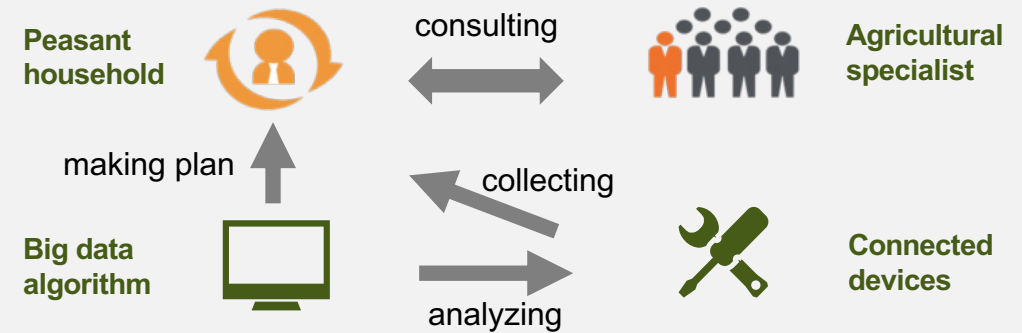 Peasant
household
consulting
Agricultural
specialist
making plan
collecting
Big data
algorithm
Connected
devices
analyzing